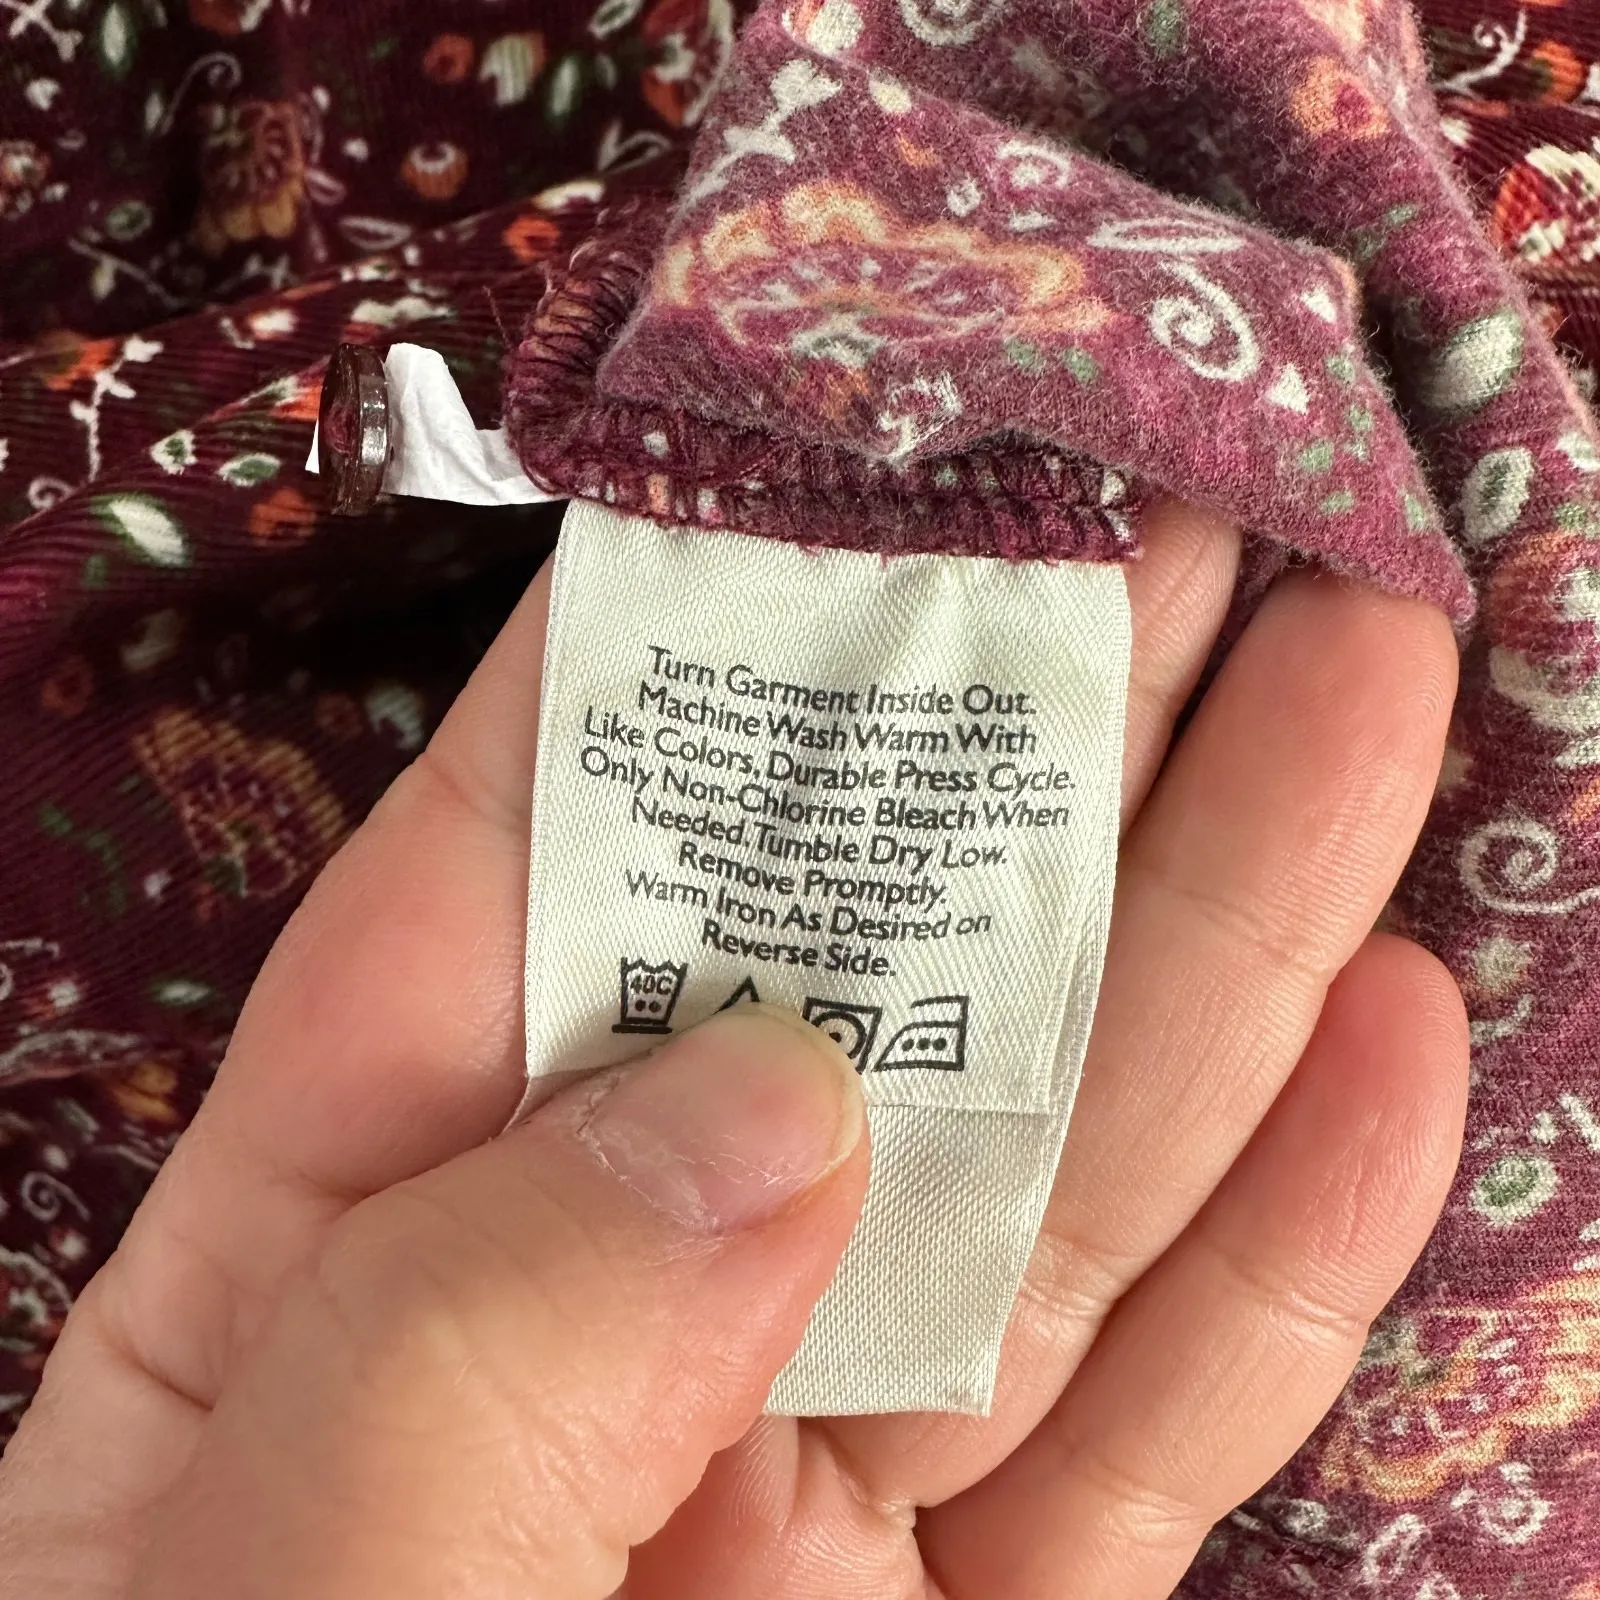 Turn Garment Inside Out.
Machine Wash Warm With
Like Colors, Durable Press Cycle.
Only Non-Chlorine Bleach When
Needed. Tumble Dry Low.
Remove Promptly.
Warm Iron As Desired on
Reverse Side.
40C